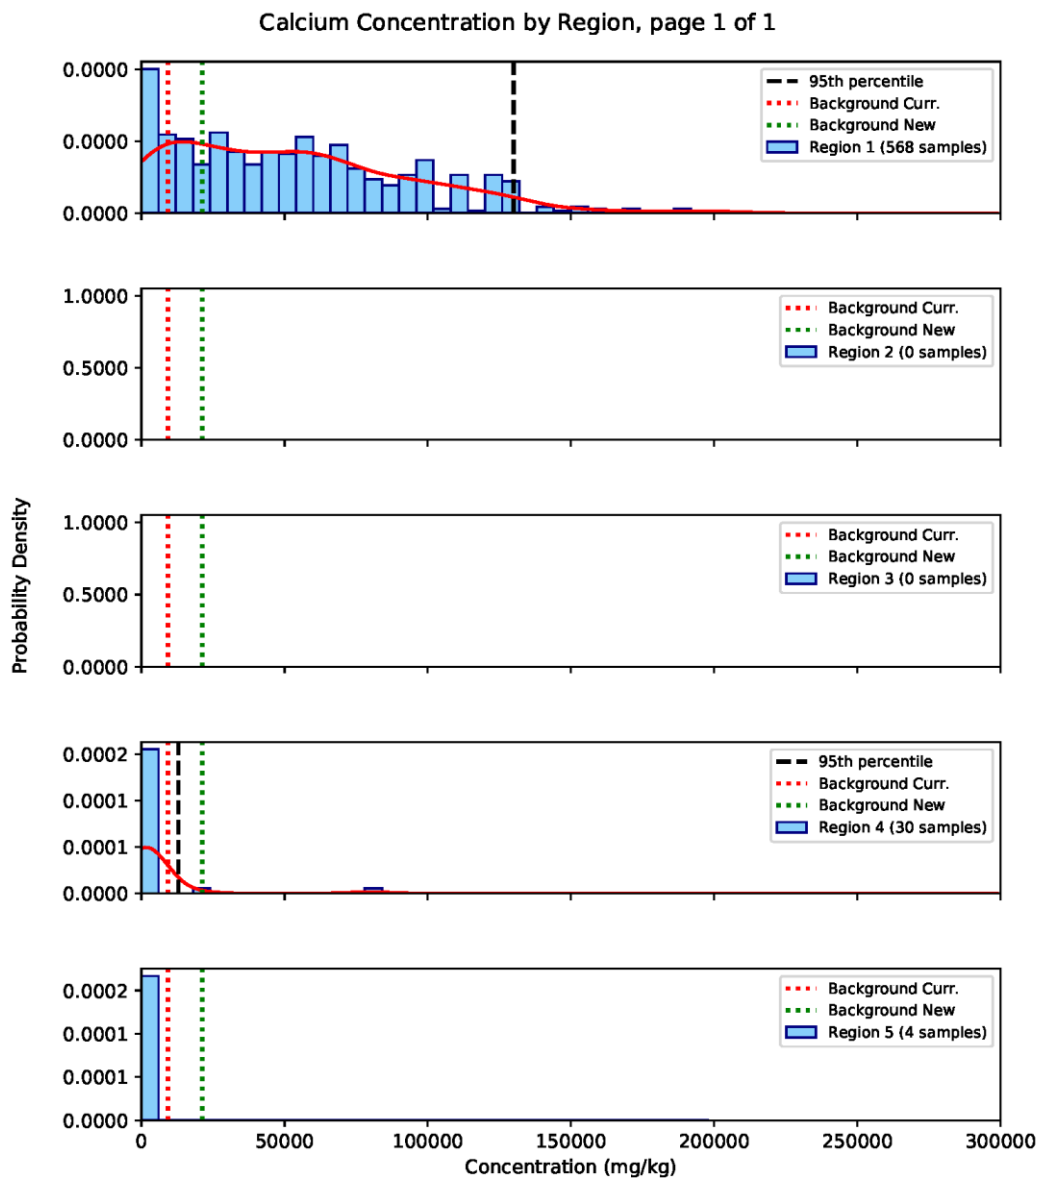 Calcium Concentration by Region, page 1 of 1
0.0000
0.0000
0.0000
95th percentile
Background Curr.
Background New
Region 1 (568 samples)
1.0000
0.5000
0.0000
Background Curr.
Background New
Region 2 (0 samples)
Probability Density
1.0000
0.5000
0.0000
Background Curr.
Background New
Region 3 (0 samples)
0.0002
0.0001
0.0001
0.0000
95th percentile
Background Curr.
Background New
Region 4 (30 samples)
0.0002
0.0001
0.0001
0.0000
Background Curr.
Background New
Region 5 (4 samples)
0 50000 100000 150000 200000 250000 300000
Concentration (mg/kg)